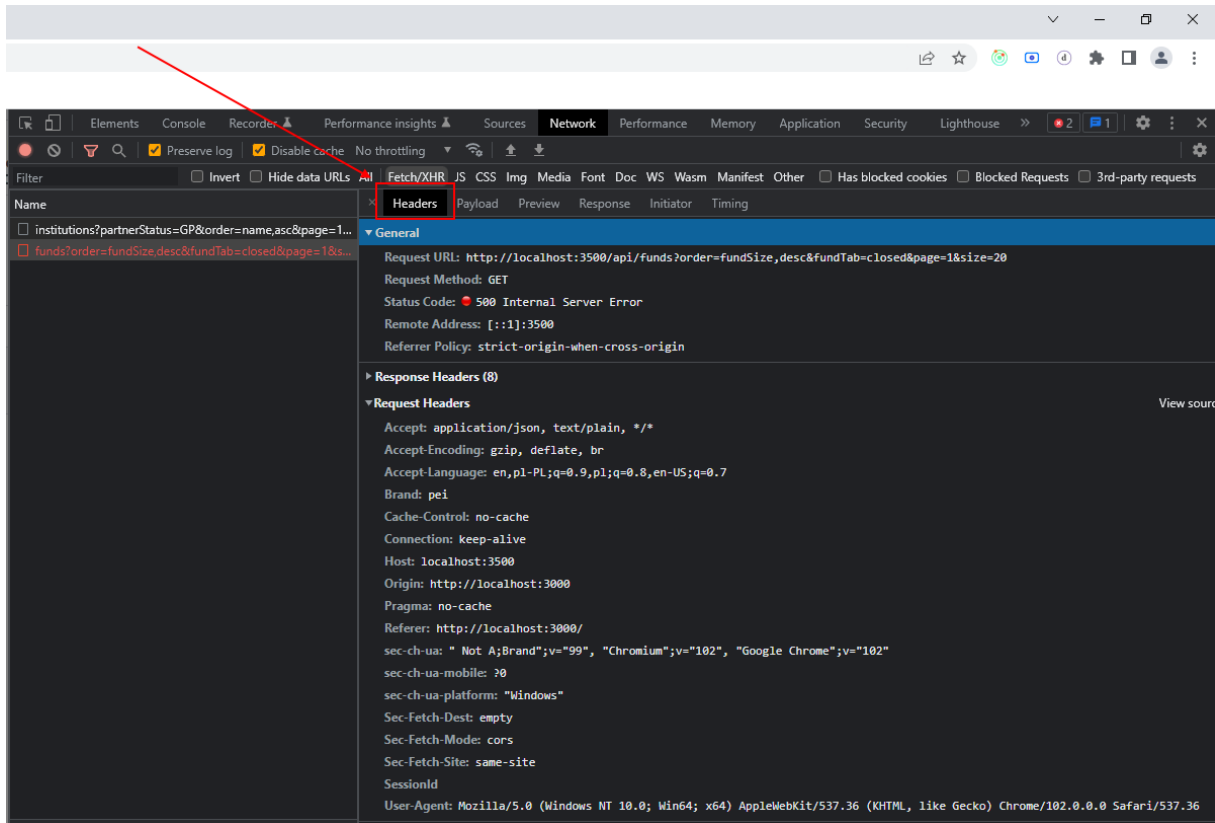 Elements Console Recorder Performance insights Sources Network Performance Memory Application Security Lighthouse » 2 1
Preserve log Disable cache No throttling
Filter Invert Hide data URLs All Fetch/XHR JS CSS Img Media Font Doc WS Wasm Manifest Other Has blocked cookies Blocked Requests 3rd-party requests
Name
× Headers Payload Preview Response Initiator Timing
institutions?partnerStatus=GP&order=name,asc&page=1...
funds?order=fundSize,desc&fundTab=closed&page=1&s...
General
Request URL: http://localhost:3500/api/funds?order=fundSize,desc&fundTab=closed&page=1&size=20
Request Method: GET
Status Code: 500 Internal Server Error
Remote Address: [::1]:3500
Referrer Policy: strict-origin-when-cross-origin
Response Headers (8)
Request Headers View sourc
Accept: application/json, text/plain, */*
Accept-Encoding: gzip, deflate, br
Accept-Language: en,pl-PL;q=0.9,pl;q=0.8,en-US;q=0.7
Brand: pei
Cache-Control: no-cache
Connection: keep-alive
Host: localhost:3500
Origin: http://localhost:3000
Pragma: no-cache
Referer: http://localhost:3000/
sec-ch-ua: " Not A;Brand";v="99", "Chromium";v="102", "Google Chrome";v="102"
sec-ch-ua-mobile: ?0
sec-ch-ua-platform: "Windows"
Sec-Fetch-Dest: empty
Sec-Fetch-Mode: cors
Sec-Fetch-Site: same-site
SessionId
User-Agent: Mozilla/5.0 (Windows NT 10.0; Win64; x64) AppleWebKit/537.36 (KHTML, like Gecko) Chrome/102.0.0.0 Safari/537.36